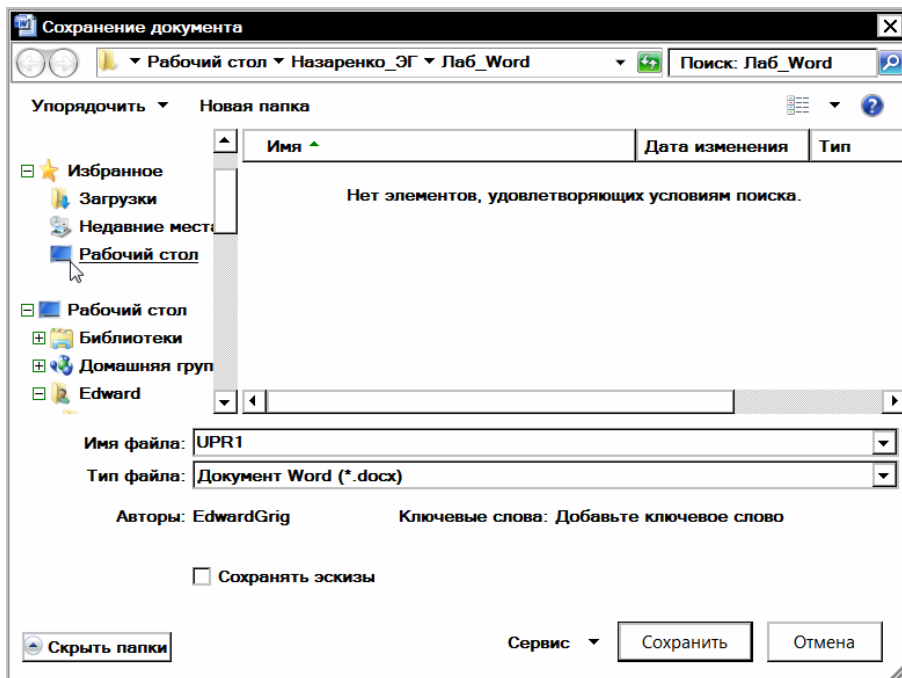 Сохранение документа
Рабочий стол Назаренко_ЭГ Лаб_Word Поиск: Лаб_Word
Упорядочить Новая папка
Имя Дата изменения Тип
Избранное
Нет элементов, удовлетворяющих условиям поиска.
Загрузки
Недавние места
Рабочий стол
Рабочий стол
Библиотеки
Домашняя груп
Edward
Имя файла: UPR1
Тип файла: Документ Word (*.docx)
Авторы: EdwardGrig Ключевые слова: Добавьте ключевое слово
Сохранять эскизы
Скрыть папки Сервис Сохранить Отмена